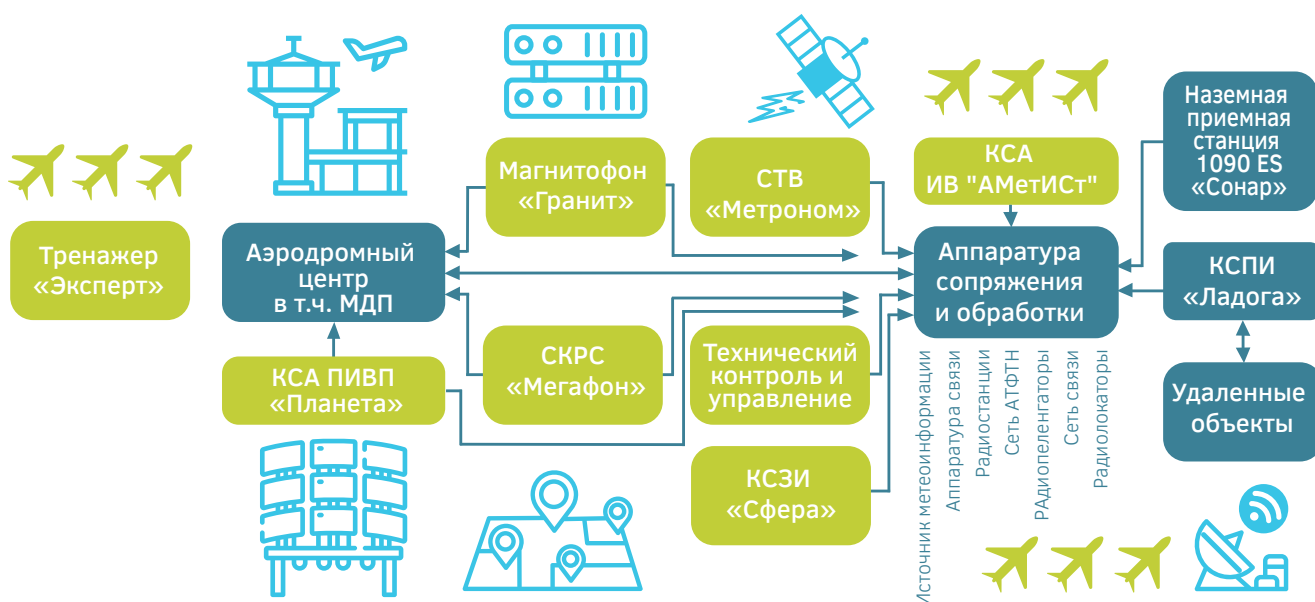 Тренажер
«Эксперт»
Аэродромный
центр
в т.ч. МДП
КСА ПИВП
«Планета»
Магнитофон
«Гранит»
СКРС
«Мегафон»
СТВ
«Метроном»
Технический
контроль и
управление
КСЗИ
«Сфера»
КСА
ИВ "АМетИСт"
Аппаратура
сопряжения
и обработки
Источник метеоинформации
Аппаратура связи
Радиостанции
Сеть АТФТН
РАдиопеленгаторы
Сеть связи
Радиолокаторы
Наземная
приемная
станция
1090 ES
«Сонар»
КСПИ
«Ладога»
Удаленные
объекты